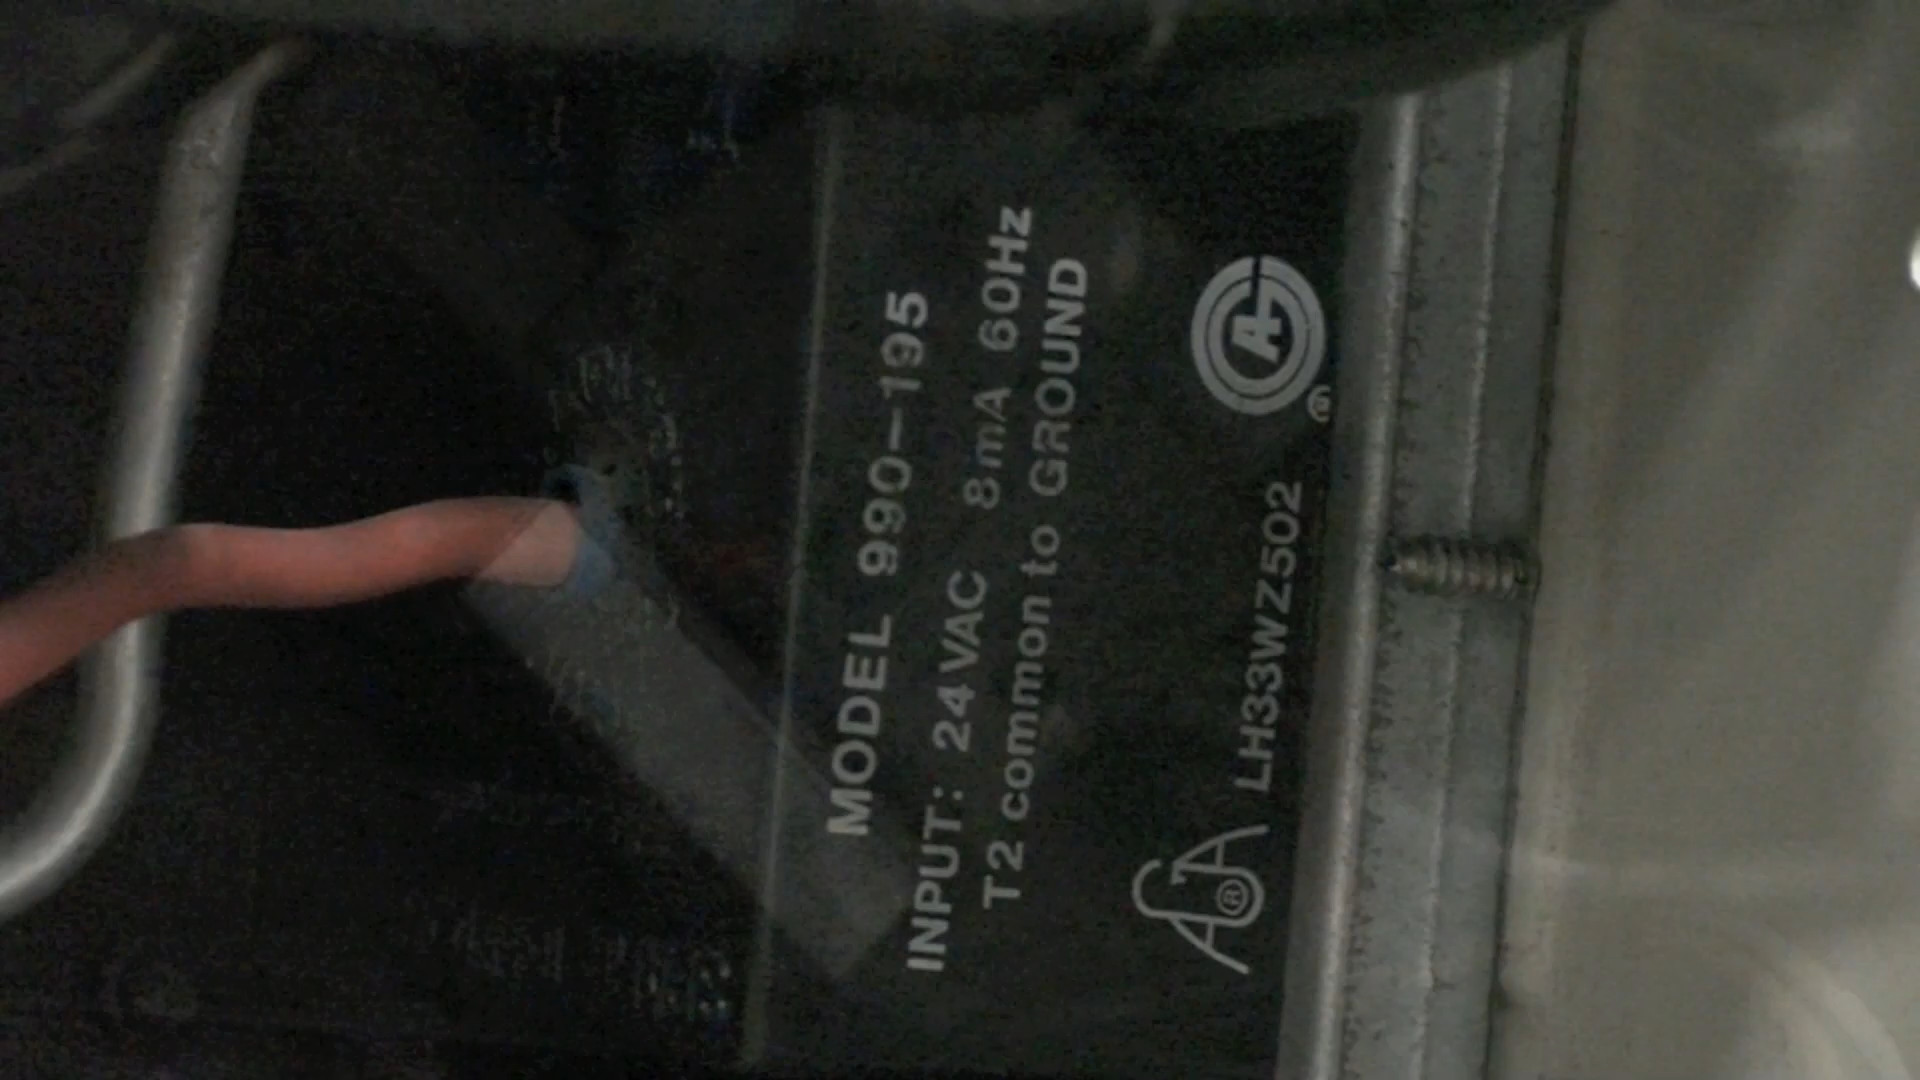 MODEL 990-195
INPUT: 24VAC 8mA 60Hz
T2 common to GROUND
LH33WZ502